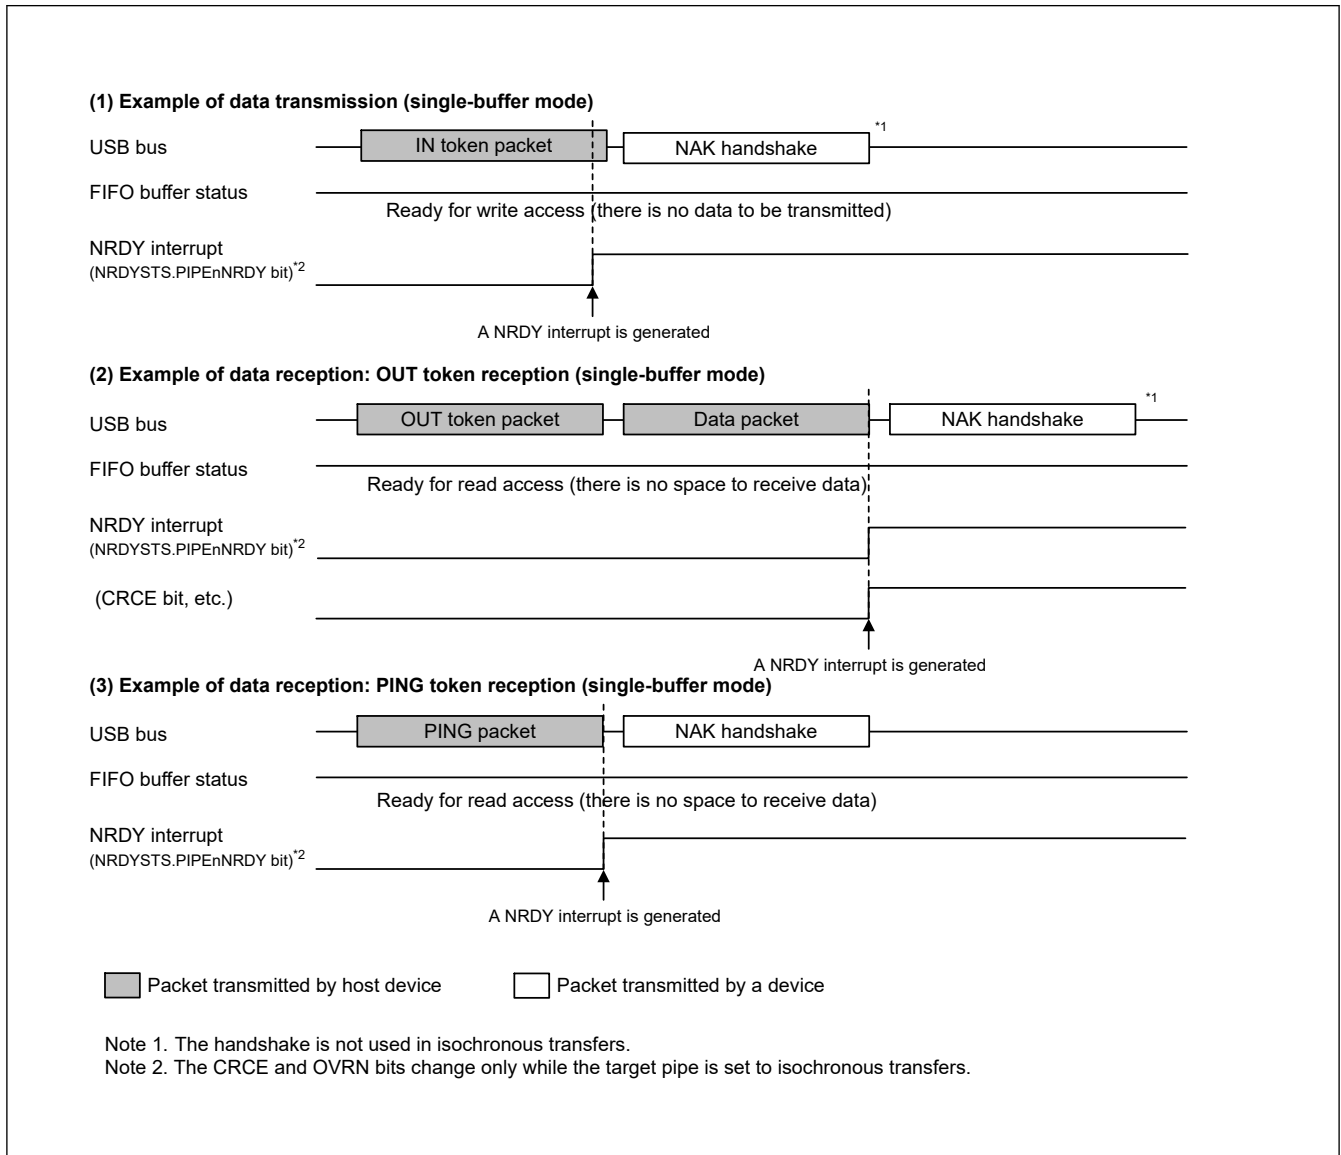 (1) Example of data transmission (single-buffer mode)
USB bus
IN token packet
NAK handshake
*1
FIFO buffer status
Ready for write access (there is no data to be transmitted)
NRDY interrupt
(NRDYSTS.PIPEnNRDY bit)*2
A NRDY interrupt is generated
(2) Example of data reception: OUT token reception (single-buffer mode)
USB bus
OUT token packet
Data packet
NAK handshake
*1
FIFO buffer status
Ready for read access (there is no space to receive data)
NRDY interrupt
(NRDYSTS.PIPEnNRDY bit)*2
(CRCE bit, etc.)
A NRDY interrupt is generated
(3) Example of data reception: PING token reception (single-buffer mode)
USB bus
PING packet
NAK handshake
FIFO buffer status
Ready for read access (there is no space to receive data)
NRDY interrupt
(NRDYSTS.PIPEnNRDY bit)*2
A NRDY interrupt is generated
Packet transmitted by host device
Packet transmitted by a device
Note 1. The handshake is not used in isochronous transfers.
Note 2. The CRCE and OVRN bits change only while the target pipe is set to isochronous transfers.